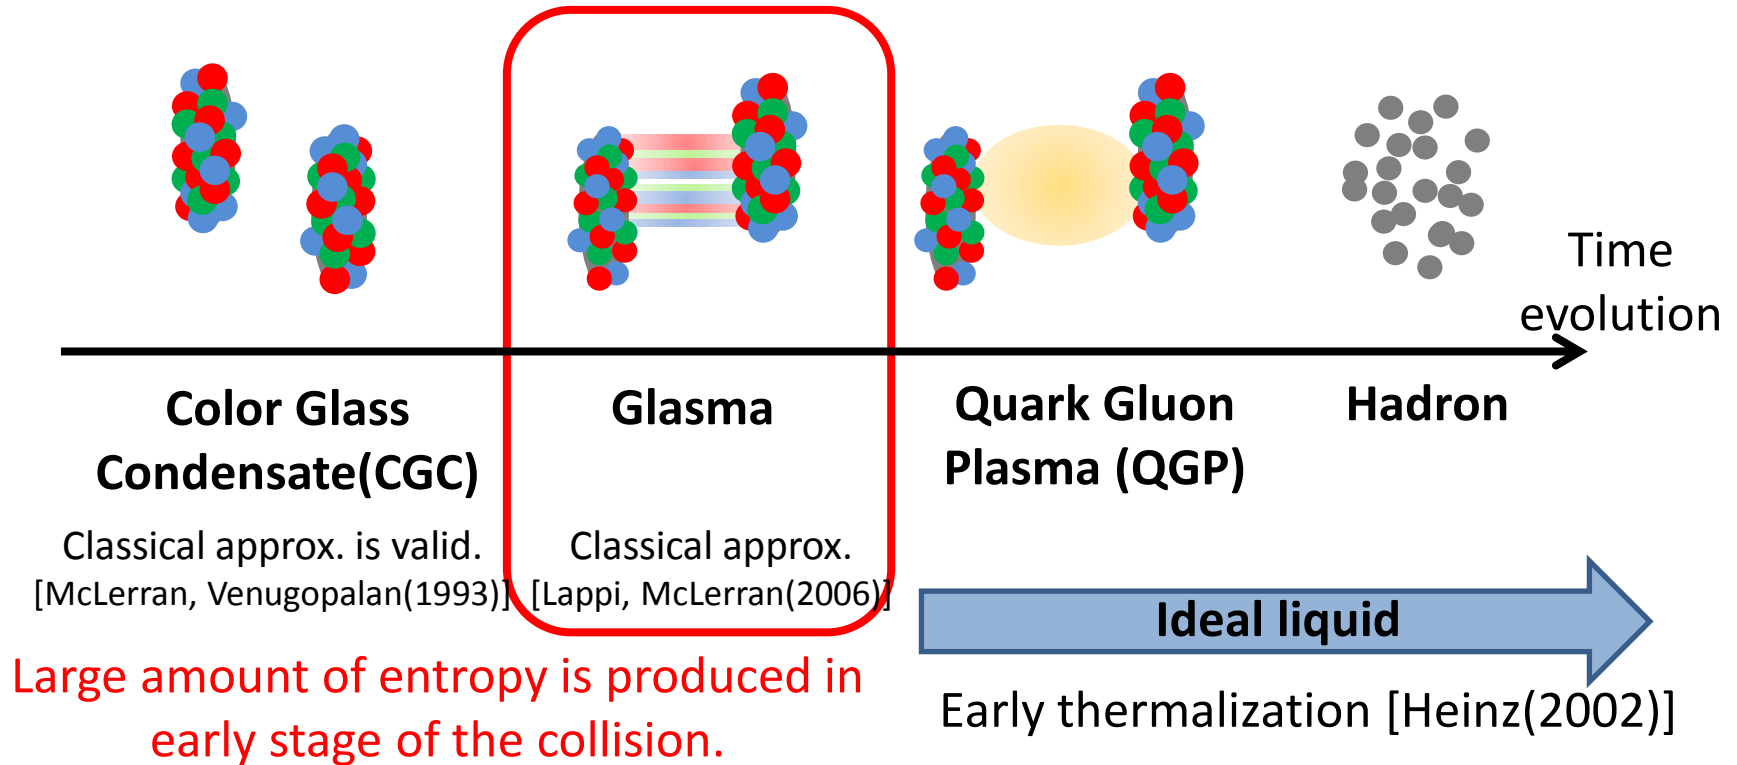 Time
evolution
Color Glass
Condensate(CGC)
Glasma
Quark Gluon
Plasma (QGP)
Hadron
Classical approx. is valid.
[McLerran, Venugopalan(1993)]
Classical approx.
[Lappi, McLerran(2006)]
Ideal liquid
Large amount of entropy is produced in
early stage of the collision.
Early thermalization [Heinz(2002)]